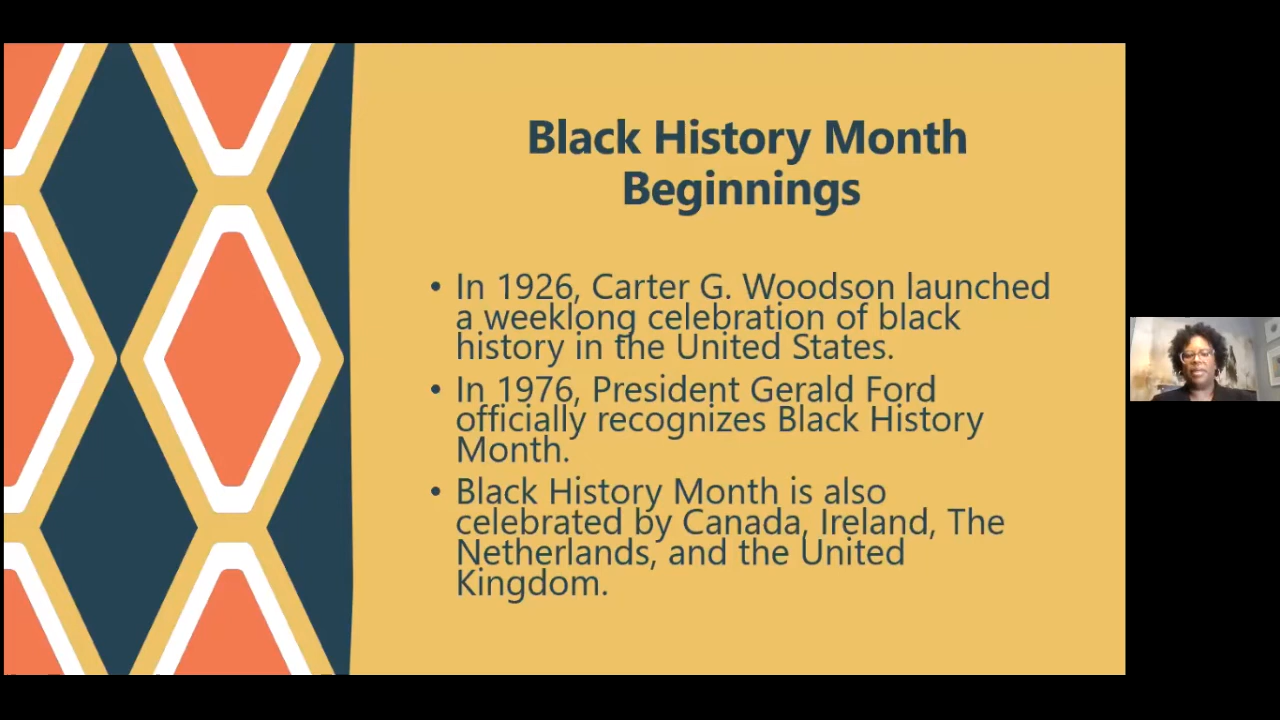 Black History Month
Beginnings
• In 1926, Carter G. Woodson launched
a weeklong celebration of black
history in the United States.
• In 1976, President Gerald Ford
officially recognizes Black History
Month.
• Black History Month is also
celebrated by Canada, Ireland, The
Netherlands, and the United
Kingdom.